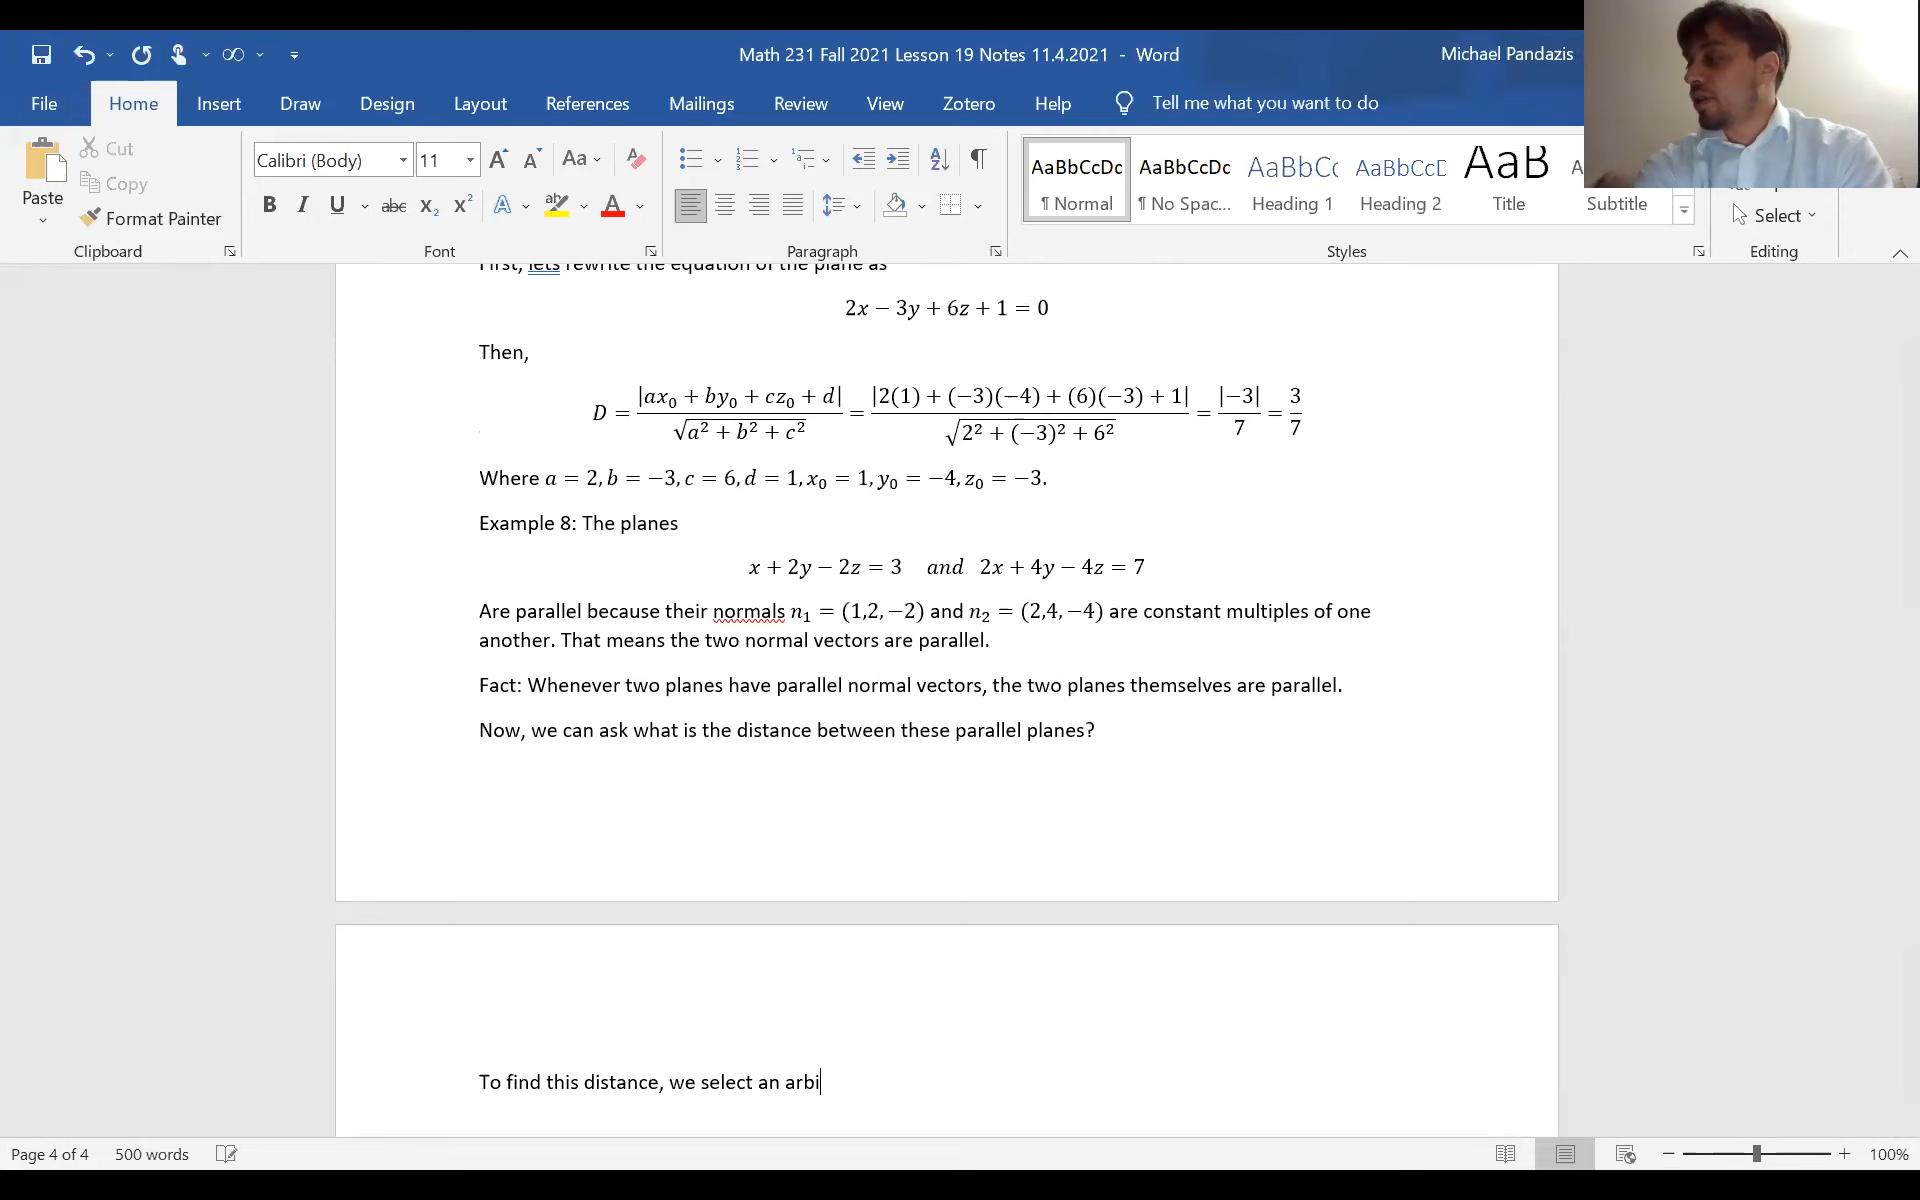 Math 231 Fall 2021 Lesson 19 Notes 11.4.2021 - Word
Michael Pandazis
File Home Insert Draw Design Layout References Mailings Review View Zotero Help Tell me what you want to do
Paste
Cut
Copy
Format Painter
Clipboard
Calibri (Body) 11
Font
Paragraph
AaBbCcDc AaBbCcDc AaBbCc AaBbCcD AaB
¶ Normal ¶ No Spac... Heading 1 Heading 2 Title Subtitle
Styles
Select
Editing
First, lets rewrite the equation of the plane as
2x − 3y + 6z + 1 = 0
Then,
D = |ax₀ + by₀ + cz₀ + d| / √(a² + b² + c²) = |2(1) + (−3)(−4) + (6)(−3) + 1| / √(2² + (−3)² + 6²) = |−3| / 7 = 3 / 7
Where a = 2, b = −3, c = 6, d = 1, x₀ = 1, y₀ = −4, z₀ = −3.
Example 8: The planes
x + 2y − 2z = 3 and 2x + 4y − 4z = 7
Are parallel because their normals n₁ = (1,2, −2) and n₂ = (2,4, −4) are constant multiples of one
another. That means the two normal vectors are parallel.
Fact: Whenever two planes have parallel normal vectors, the two planes themselves are parallel.
Now, we can ask what is the distance between these parallel planes?
To find this distance, we select an arbi
Page 4 of 4 500 words 100%